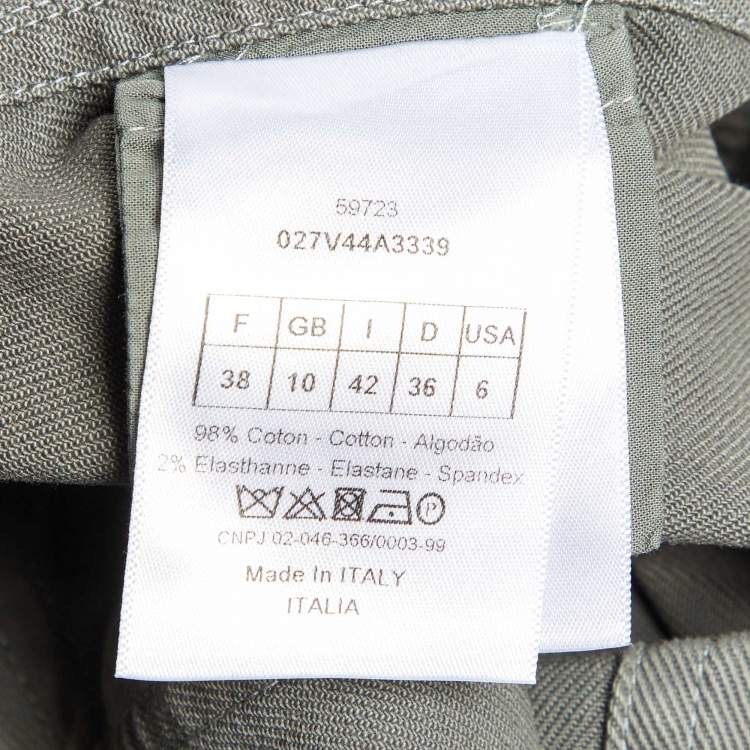 59723
027V44A3339
F GB I D USA
38 10 42 36 6
98% Coton - Cotton - Algodão
2% Elasthanne - Elastane - Spandex
P
CNPJ 02-046-366/0003-99
Made In ITALY
ITALIA